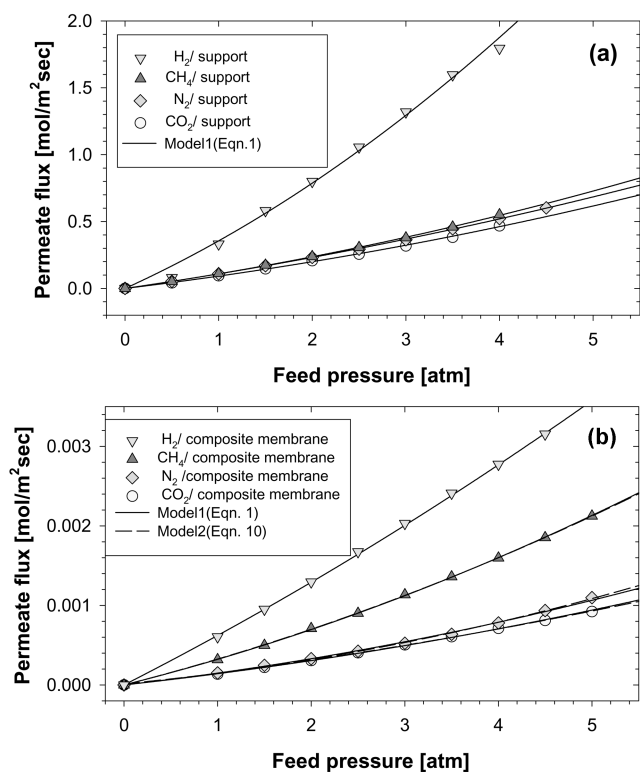 2.0
1.5
1.0
0.5
0.0
Permeate flux [mol/m²sec]
H₂/ support
CH₄/ support
N₂/ support
CO₂/ support
Model1(Eqn.1)
(a)
0 1 2 3 4 5
Feed pressure [atm]
0.003
0.002
0.001
0.000
Permeate flux [mol/m²sec]
H₂/ composite membrane
CH₄/ composite membrane
N₂ /composite membrane
CO₂/ composite membrane
Model1(Eqn. 1)
Model2(Eqn. 10)
(b)
0 1 2 3 4 5
Feed pressure [atm]